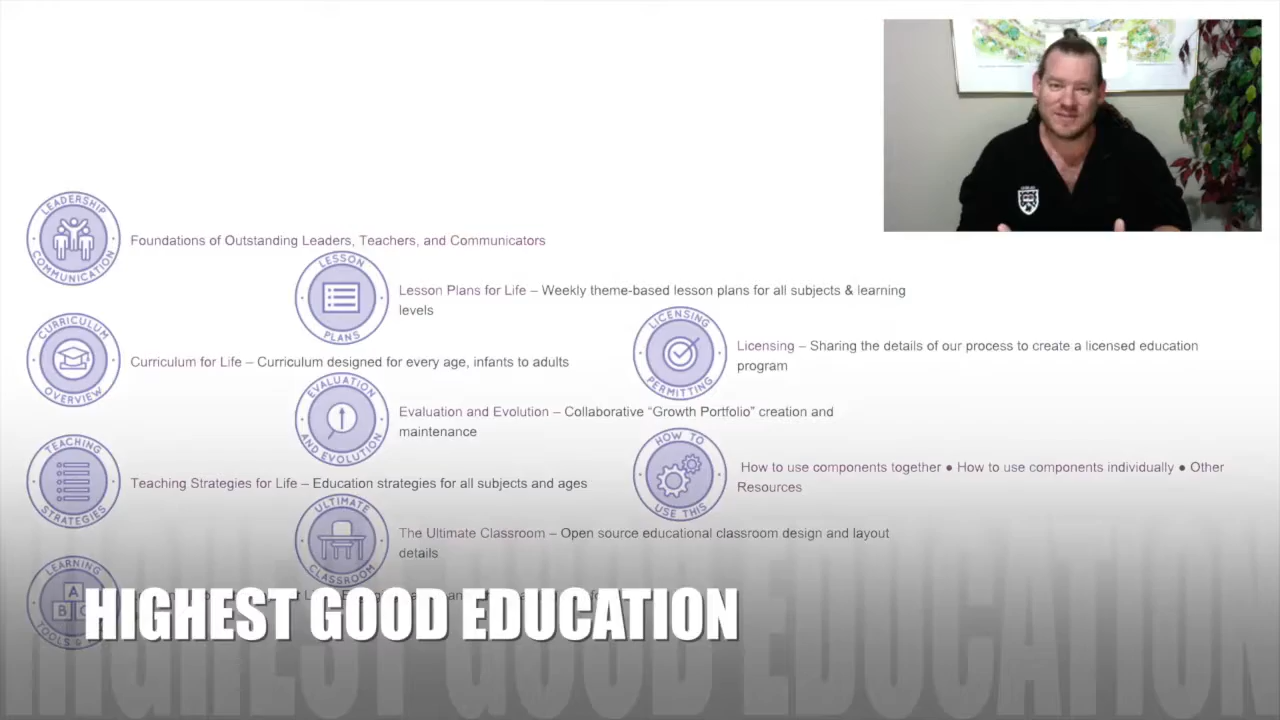 LEADERSHIP
COMMUNICATION
Foundations of Outstanding Leaders, Teachers, and Communicators
LESSON
PLANS
Lesson Plans for Life – Weekly theme-based lesson plans for all subjects & learning
levels
CURRICULUM
OVERVIEW
Curriculum for Life – Curriculum designed for every age, infants to adults
LICENSING
PERMITTING
Licensing – Sharing the details of our process to create a licensed education
program
EVALUATION
AND EVOLUTION
Evaluation and Evolution – Collaborative “Growth Portfolio” creation and
maintenance
TEACHING
STRATEGIES
Teaching Strategies for Life – Education strategies for all subjects and ages
HOW TO
USE THIS
How to use components together ● How to use components individually ● Other
Resources
ULTIMATE
CLASSROOM
The Ultimate Classroom – Open source educational classroom design and layout
details
LEARNING
A
B
TOOLS &
HIGHEST GOOD EDUCATION
HIGHEST GOOD EDUCATION